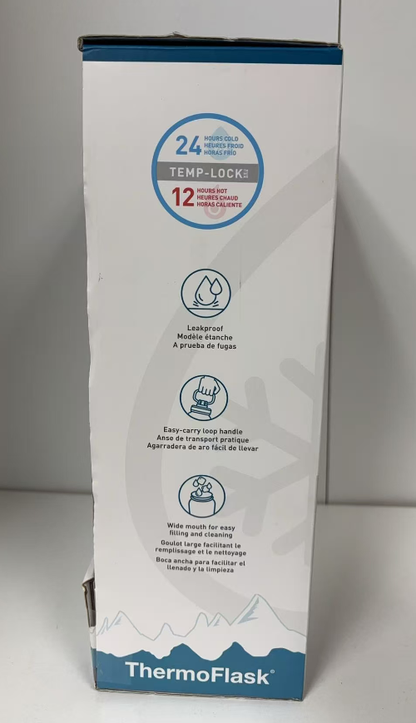 24 HOURS COLD
HEURES FROID
HORAS FRÍO
TEMP-LOCK
12 HOURS HOT
HEURES CHAUD
HORAS CALIENTE
Leakproof
Modèle étanche
A prueba de fugas
Easy-carry loop handle
Anse de transport pratique
Agarradera de aro fácil de llevar
Wide mouth for easy
filling and cleaning
Goulot large facilitant le
remplissage et le nettoyage
Boca ancha para facilitar el
llenado y la limpieza
ThermoFlask®